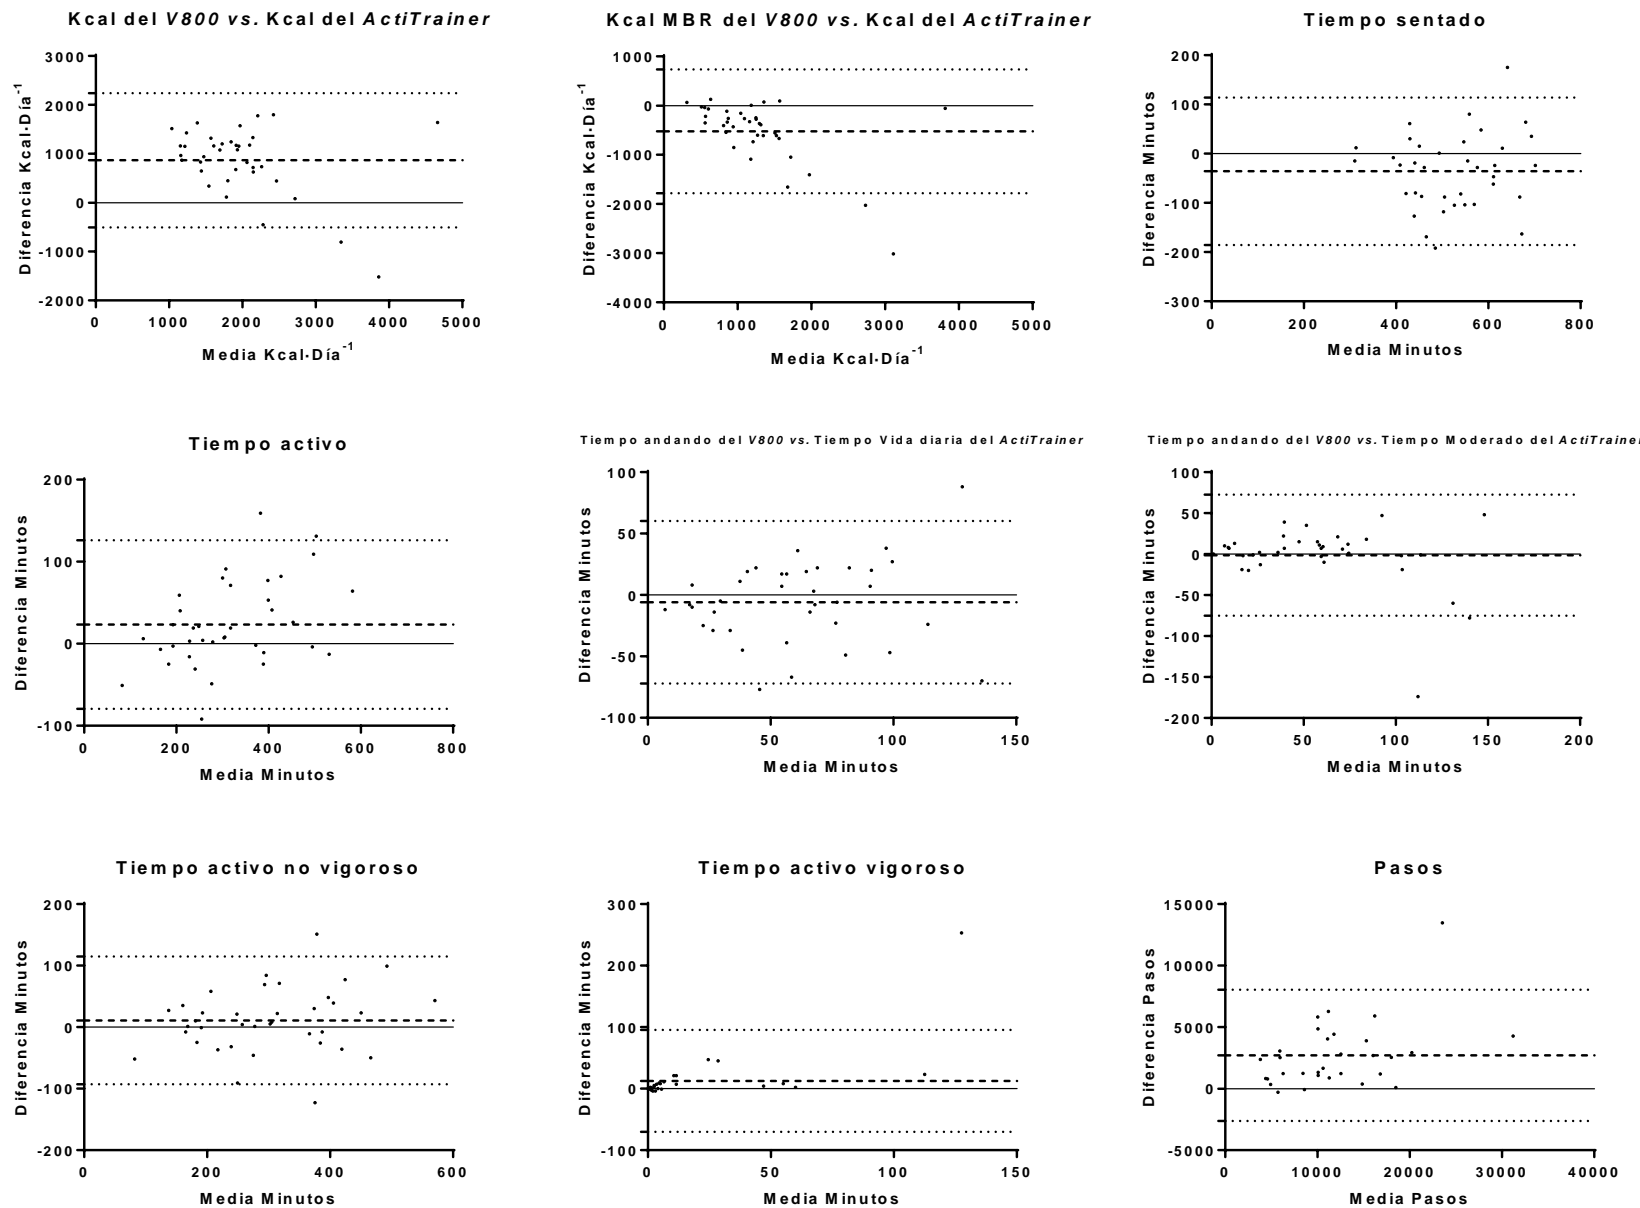 Kcal del V800 vs. Kcal del ActiTrainer
Diferencia Kcal·Día-1
3000
2000
1000
0
-1000
-2000
0 1000 2000 3000 4000 5000
Media Kcal·Día-1
Kcal MBR del V800 vs. Kcal del ActiTrainer
Diferencia Kcal·Día-1
1000
0
-1000
-2000
-3000
-4000
0 1000 2000 3000 4000 5000
Media Kcal·Día-1
Tiempo sentado
Diferencia Minutos
200
100
0
-100
-200
-300
0 200 400 600 800
Media Minutos
Tiempo activo
Diferencia Minutos
200
100
0
-100
0 200 400 600 800
Media Minutos
Tiempo andando del V800 vs. Tiempo Vida diaria del ActiTrainer
Diferencia Minutos
100
50
0
-50
-100
0 50 100 150
Media Minutos
Tiempo andando del V800 vs. Tiempo Moderado del ActiTrainer
Diferencia Minutos
100
50
0
-50
-100
-150
-200
0 50 100 150 200
Media Minutos
Tiempo activo no vigoroso
Diferencia Minutos
200
100
0
-100
-200
0 200 400 600
Media Minutos
Tiempo activo vigoroso
Diferencia Minutos
300
200
100
0
-100
0 50 100 150
Media Minutos
Pasos
Diferencia Pasos
15000
10000
5000
0
-5000
10000 20000 30000 40000
Media Pasos